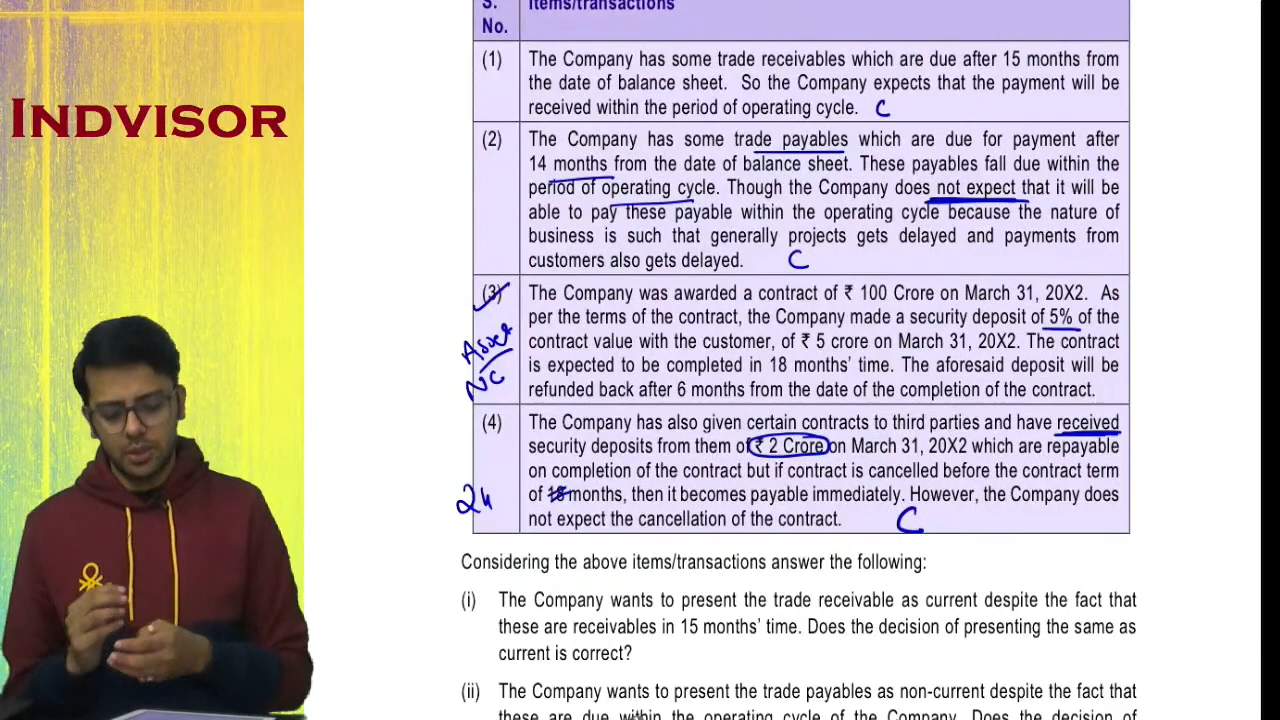 INDVISOR
S. Items/transactions
No.
(1) The Company has some trade receivables which are due after 15 months from
the date of balance sheet. So the Company expects that the payment will be
received within the period of operating cycle. C
(2) The Company has some trade payables which are due for payment after
14 months from the date of balance sheet. These payables fall due within the
period of operating cycle. Though the Company does not expect that it will be
able to pay these payable within the operating cycle because the nature of
business is such that generally projects gets delayed and payments from
customers also gets delayed. C
(3) The Company was awarded a contract of ₹ 100 Crore on March 31, 20X2. As
per the terms of the contract, the Company made a security deposit of 5% of the
contract value with the customer, of ₹ 5 crore on March 31, 20X2. The contract
is expected to be completed in 18 months' time. The aforesaid deposit will be
refunded back after 6 months from the date of the completion of the contract.
Asset
NC
(4) The Company has also given certain contracts to third parties and have received
security deposits from them of ₹ 2 Crore on March 31, 20X2 which are repayable
on completion of the contract but if contract is cancelled before the contract term
of 18 months, then it becomes payable immediately. However, the Company does
not expect the cancellation of the contract. C
24
Considering the above items/transactions answer the following:
(i) The Company wants to present the trade receivable as current despite the fact that
these are receivables in 15 months' time. Does the decision of presenting the same as
current is correct?
(ii) The Company wants to present the trade payables as non-current despite the fact that
these are due within the operating cycle of the Company. Does the decision of